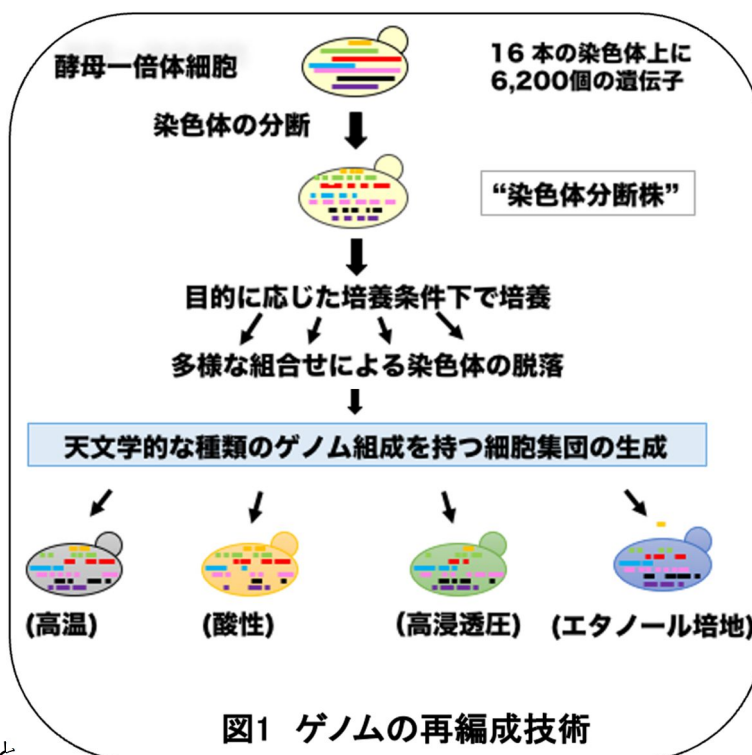 酵母一倍体細胞
16 本の染色体上に
6,200個の遺伝子
染色体の分断
“染色体分断株”
目的に応じた培養条件下で培養
多様な組合せによる染色体の脱落
天文学的な種類のゲノム組成を持つ細胞集団の生成
(高温)
(酸性)
(高浸透圧)
(エタノール培地)
図1 ゲノムの再編成技術